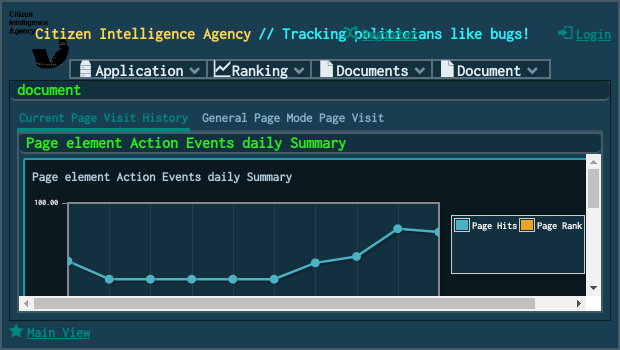 Citizen
Intelligence
Agency
Citizen Intelligence Agency // Tracking politicians like bugs!
Register
Login
Application
Ranking
Documents
Document
document
Current Page Visit History
General Page Mode Page Visit
Page element Action Events daily Summary
Page element Action Events daily Summary
100.00
Page Hits
Page Rank
Main View